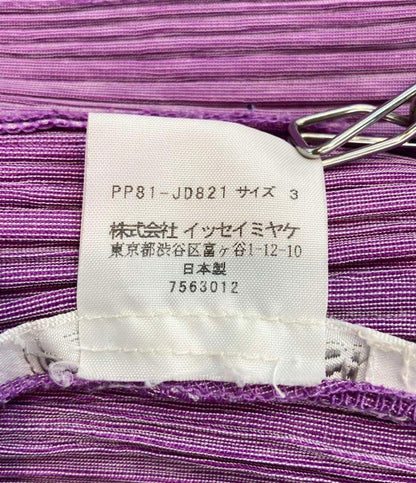 PP81-JD821 サイズ 3
株式会社 イッセイミヤケ
東京都渋谷区富ヶ谷1-12-10
日本製
7563012